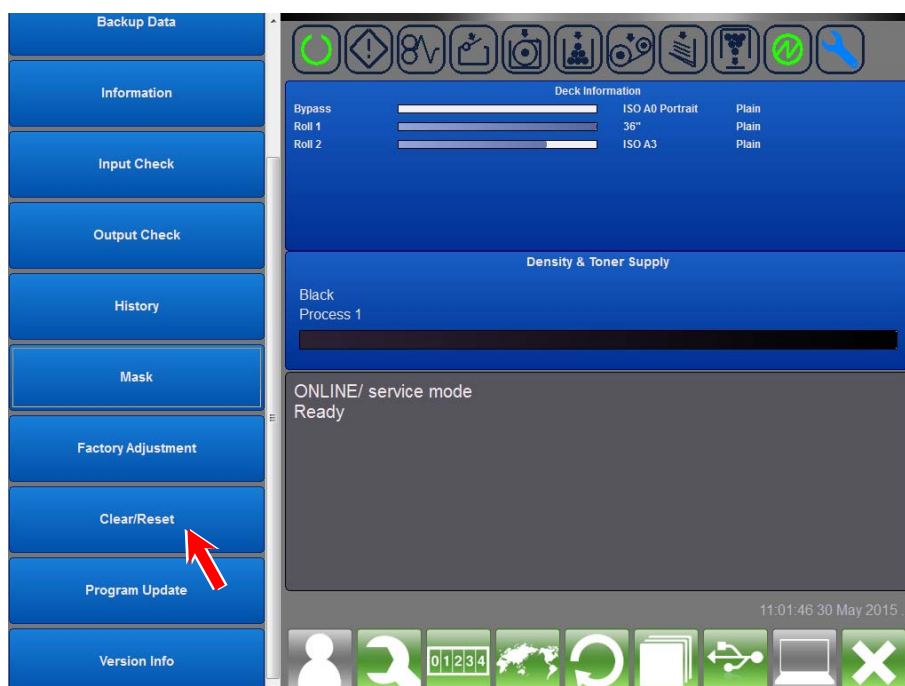 Backup Data
Information
Input Check
Output Check
History
Mask
Factory Adjustment
Clear/Reset
Program Update
Version Info
Deck Information
Bypass ISO A0 Portrait Plain
Roll 1 36" Plain
Roll 2 ISO A3 Plain
Density & Toner Supply
Black
Process 1
ONLINE/ service mode
Ready
11:01:46 30 May 2015 .
01234